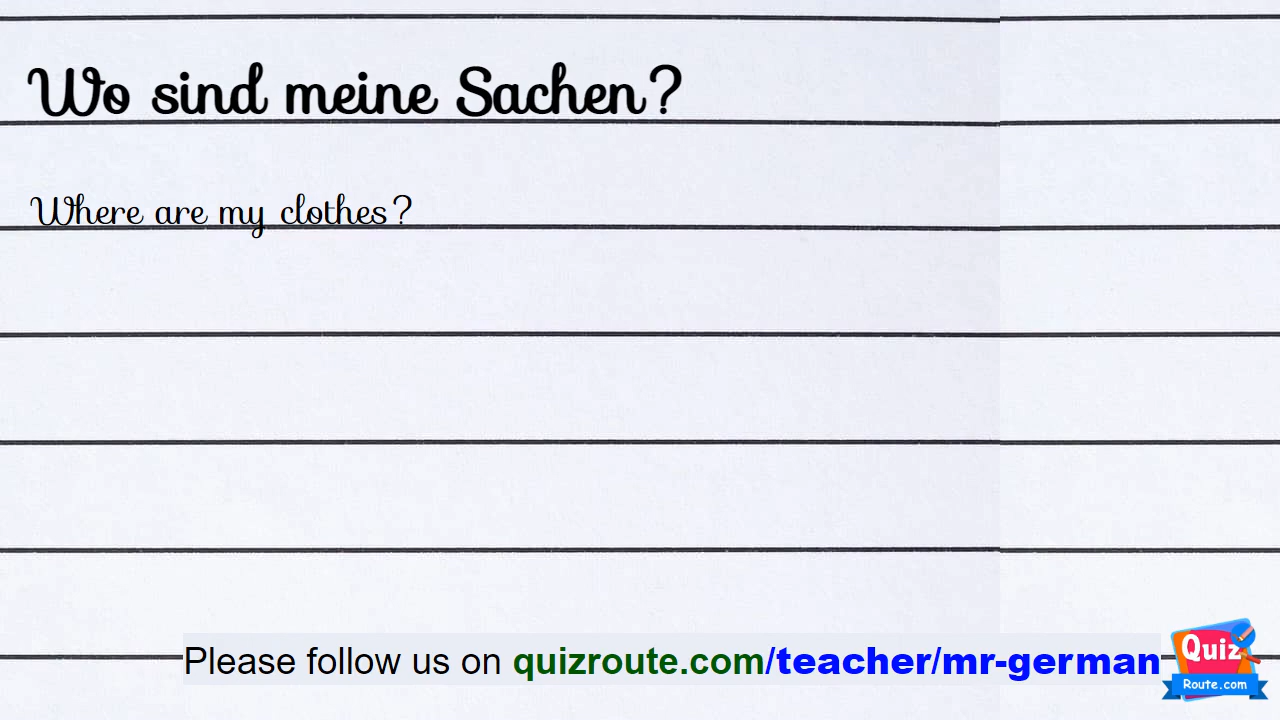 Wo sind meine Sachen?
Where are my clothes?
Please follow us on quizroute.com/teacher/mr-german
Quiz
Route.com